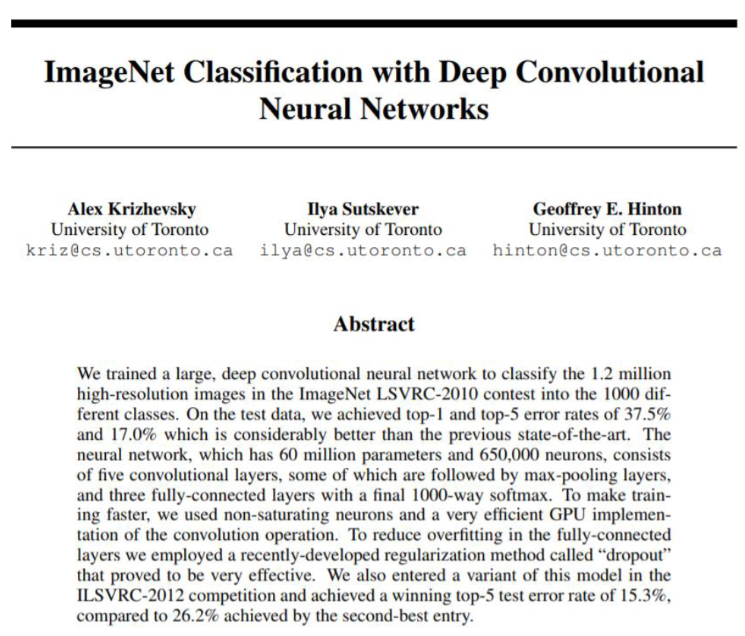 ImageNet Classification with Deep Convolutional
Neural Networks
Alex Krizhevsky
University of Toronto
kriz@cs.utoronto.ca
Ilya Sutskever
University of Toronto
ilya@cs.utoronto.ca
Geoffrey E. Hinton
University of Toronto
hinton@cs.utoronto.ca
Abstract
We trained a large, deep convolutional neural network to classify the 1.2 million
high-resolution images in the ImageNet LSVRC-2010 contest into the 1000 dif-
ferent classes. On the test data, we achieved top-1 and top-5 error rates of 37.5%
and 17.0% which is considerably better than the previous state-of-the-art. The
neural network, which has 60 million parameters and 650,000 neurons, consists
of five convolutional layers, some of which are followed by max-pooling layers,
and three fully-connected layers with a final 1000-way softmax. To make train-
ing faster, we used non-saturating neurons and a very efficient GPU implemen-
tation of the convolution operation. To reduce overfitting in the fully-connected
layers we employed a recently-developed regularization method called “dropout”
that proved to be very effective. We also entered a variant of this model in the
ILSVRC-2012 competition and achieved a winning top-5 test error rate of 15.3%,
compared to 26.2% achieved by the second-best entry.